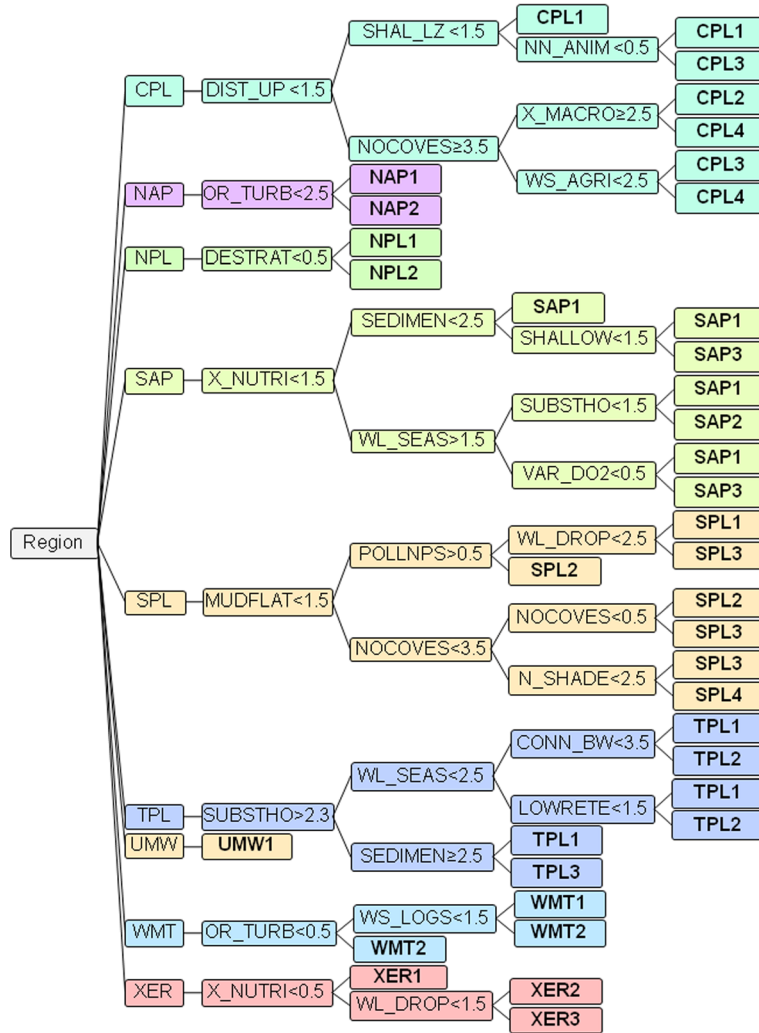 CPL1
SHAL_LZ <1.5
CPL1
NN_ANIM <0.5
CPL3
CPL DIST_UP <1.5
CPL2
X_MACRO≥2.5
CPL4
NOCOVES≥3.5
CPL3
WS_AGRI<2.5
CPL4
NAP1
NAP OR_TURB<2.5
NAP2
NPL1
NPL DESTRAT<0.5
NPL2
SAP1
SEDIMEN<2.5
SAP1
SHALLOW<1.5
SAP3
SAP X_NUTRI<1.5
SAP1
SUBSTHO<1.5
SAP2
WL_SEAS>1.5
SAP1
VAR_DO2<0.5
SAP3
Region
SPL1
WL_DROP<2.5
POLLNPS>0.5
SPL3
SPL2
SPL MUDFLAT<1.5
SPL2
NOCOVES<0.5
SPL3
NOCOVES<3.5
SPL3
N_SHADE<2.5
SPL4
TPL1
CONN_BW<3.5
TPL2
WL_SEAS<2.5
TPL1
LOWRETE<1.5
TPL2
TPL SUBSTHO>2.3
TPL1
SEDIMEN≥2.5
TPL3
UMW UMW1
WMT1
WS_LOGS<1.5
WMT2
WMT OR_TURB<0.5
WMT2
XER1
XER X_NUTRI<0.5
XER2
WL_DROP<1.5
XER3